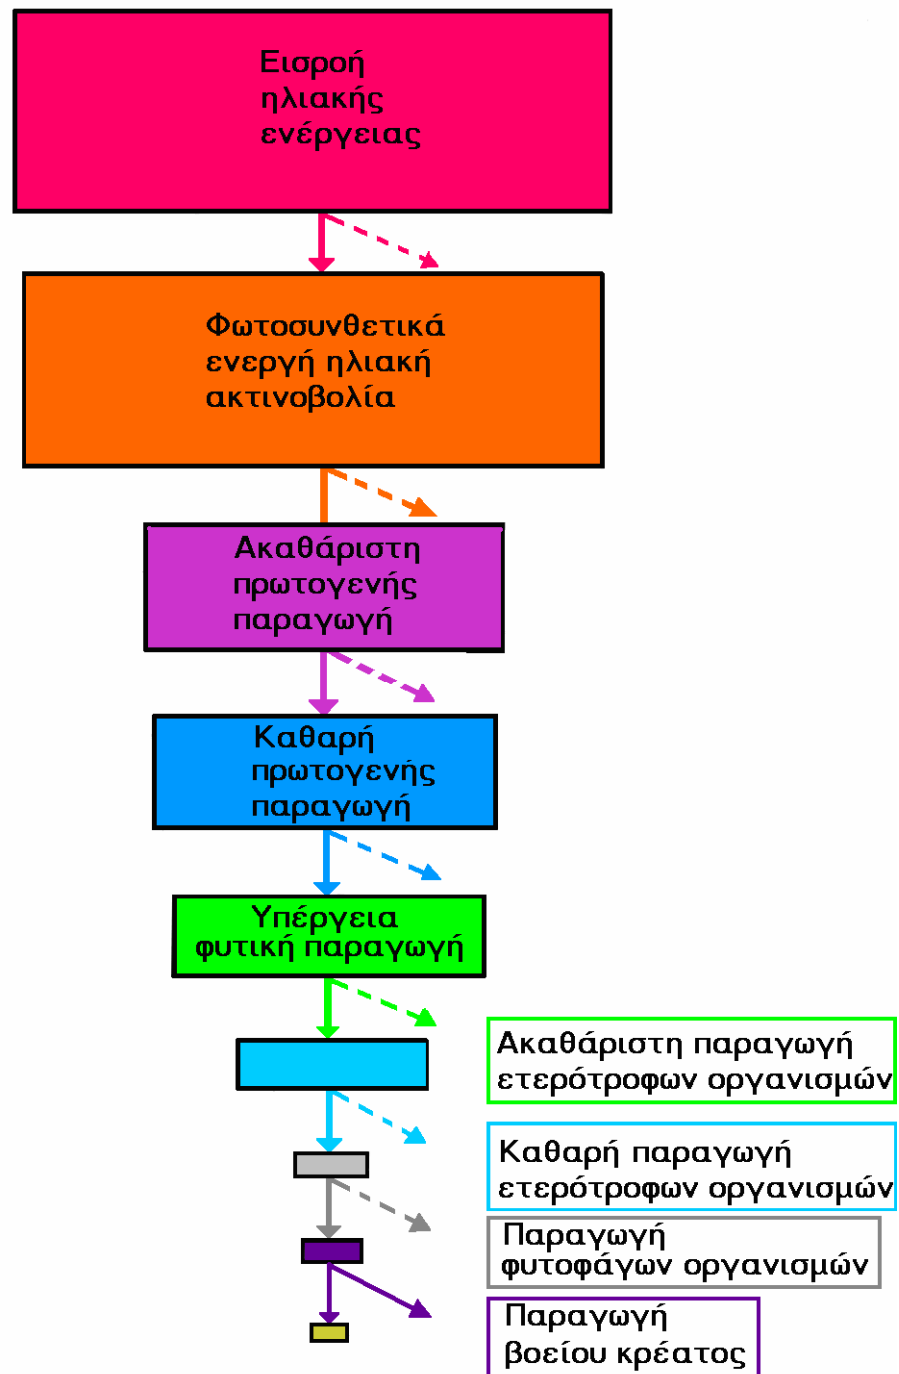 Εισροή
ηλιακής
ενέργειας
Φωτοσυνθετικά
ενεργή ηλιακή
ακτινοβολία
Ακαθάριστη
πρωτογενής
παραγωγή
Καθαρή
πρωτογενής
παραγωγή
Υπέργεια
φυτική παραγωγή
Ακαθάριστη παραγωγή
ετερότροφων οργανισμών
Καθαρή παραγωγή
ετερότροφων οργανισμών
Παραγωγή
φυτοφάγων οργανισμών
Παραγωγή
βοείου κρέατος